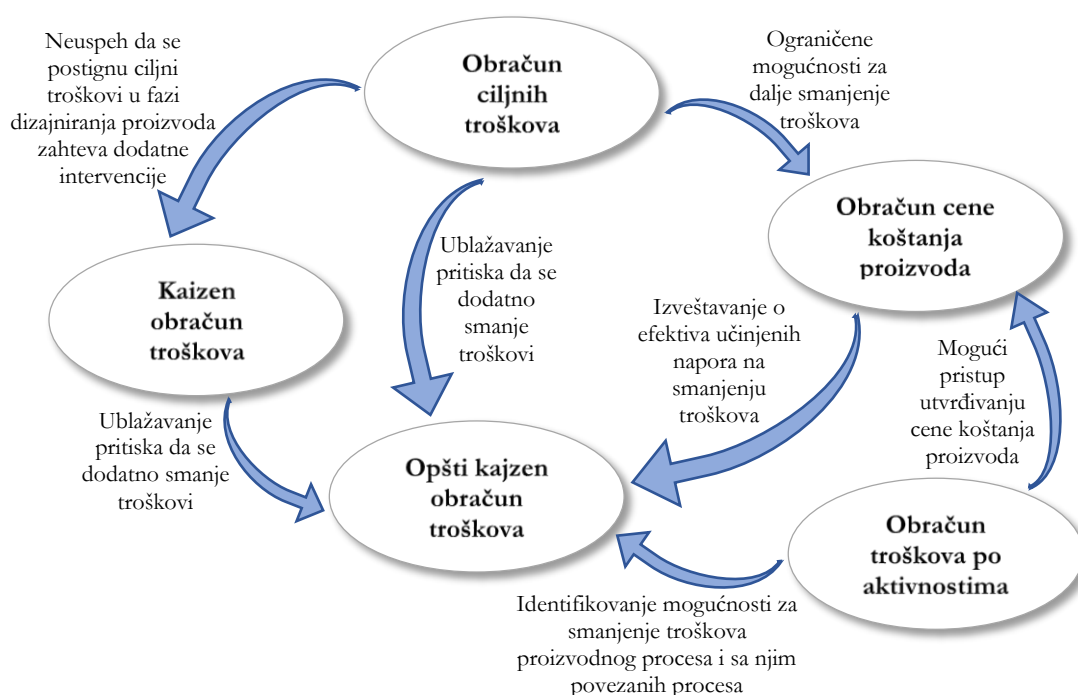 Neuspeh da se
postignu ciljni
troškovi u fazi
dizajniranja proizvoda
zahteva dodatne
intervencije
Obračun
ciljnih
troškova
Ograničene
mogućnosti za
dalje smanjenje
troškova
Obračun cene
koštanja
proizvoda
Kaizen
obračun
troškova
Ublažavanje
pritiska da se
dodatno
smanje
troškovi
Izveštavanje o
efektiva učinjenih
napora na
smanjenju
troškova
Mogući
pristup
utvrđivanju
cene koštanja
proizvoda
Ublažavanje
pritiska da se
dodatno smanje
troškovi
Opšti kajzen
obračun
troškova
Obračun
troškova po
aktivnostima
Identifikovanje mogućnosti za
smanjenje troškova
proizvodnog procesa i sa njim
povezanih procesa